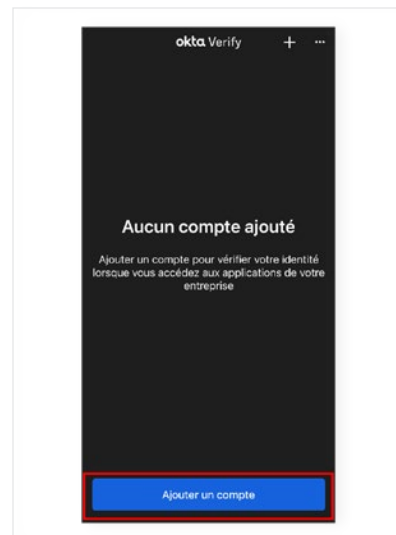 okta Verify + ...
Aucun compte ajouté
Ajouter un compte pour vérifier votre identité
lorsque vous accédez aux applications de votre
entreprise
Ajouter un compte